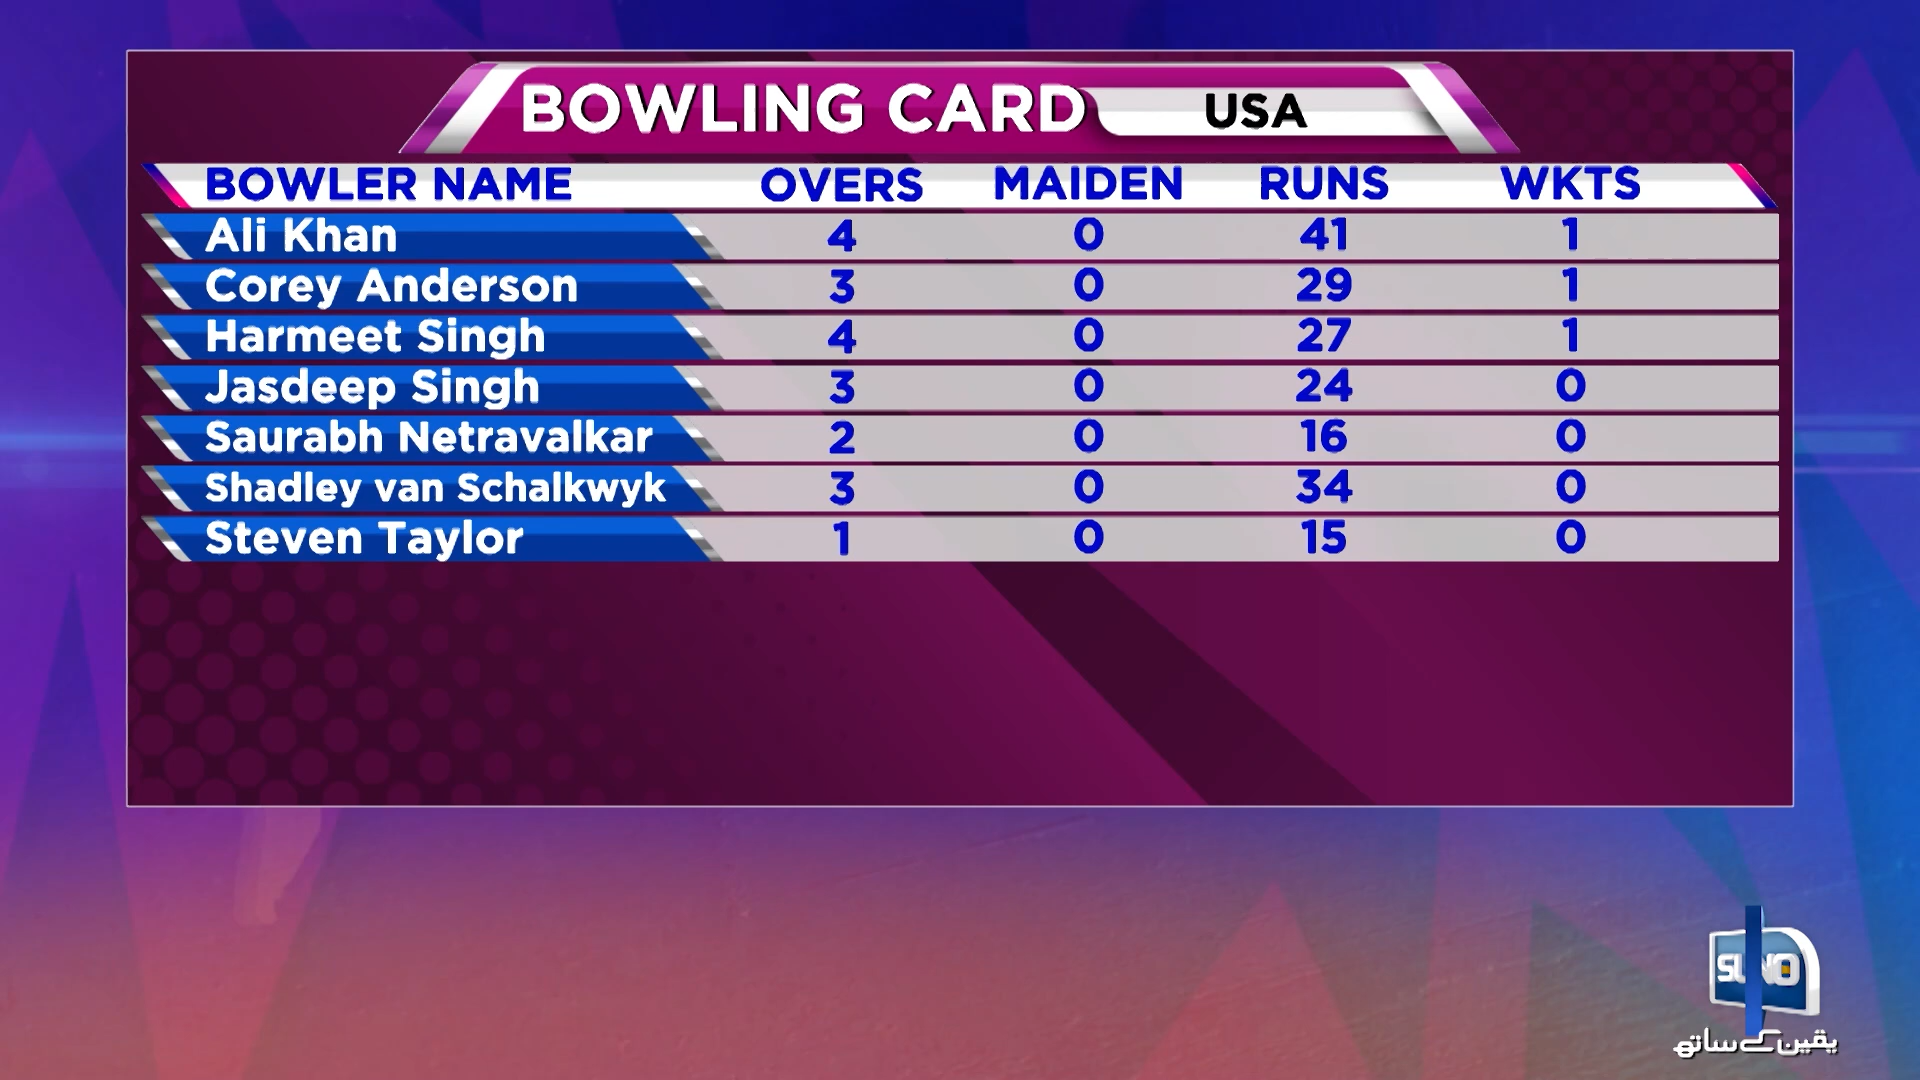 BOWLING CARD USA
BOWLER NAME OVERS MAIDEN RUNS WKTS
Ali Khan 4 0 41 1
Corey Anderson 3 0 29 1
Harmeet Singh 4 0 27 1
Jasdeep Singh 3 0 24 0
Saurabh Netravalkar 2 0 16 0
Shadley van Schalkwyk 3 0 34 0
Steven Taylor 1 0 15 0
SUNO
یقین کے ساتھ